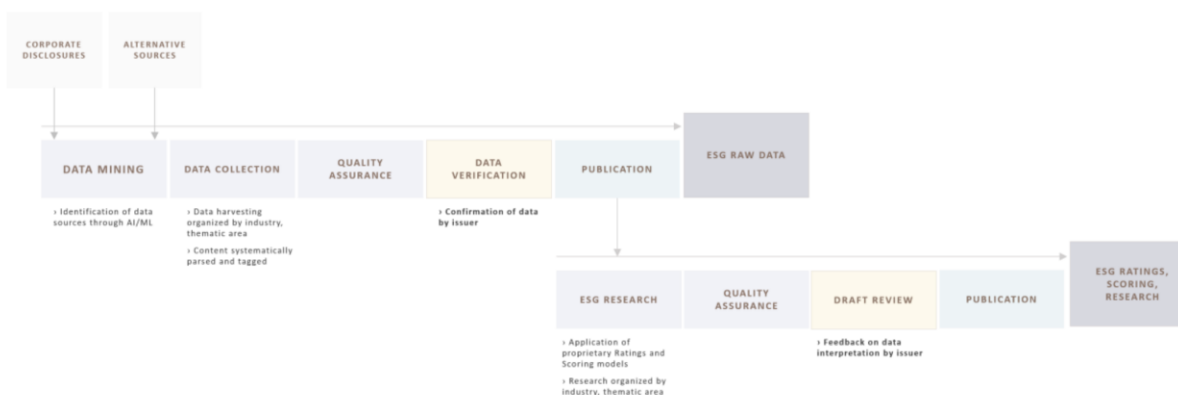 CORPORATE
DISCLOSURES
ALTERNATIVE
SOURCES
DATA MINING
DATA COLLECTION
QUALITY
ASSURANCE
DATA
VERIFICATION
PUBLICATION
ESG RAW DATA
› Identification of data
sources through AI/ML
› Data harvesting
organized by industry,
thematic area
› Content systematically
parsed and tagged
› Confirmation of data
by issuer
ESG RESEARCH
QUALITY
ASSURANCE
DRAFT REVIEW
PUBLICATION
ESG RATINGS,
SCORING,
RESEARCH
› Application of
proprietary Ratings and
Scoring models
› Research organized by
industry, thematic area
› Feedback on data
interpretation by issuer